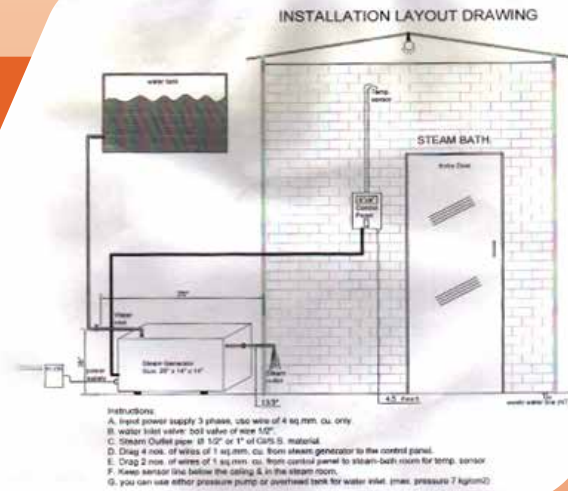 INSTALLATION LAYOUT DRAWING
water tank
Temp.
sensor
STEAM BATH
Control
Panel
Water
inlet
power
supply
Steam Generator
Size: 20" x 14" x 14"
Steam
outlet
4.5 Feet
Instructions:
A. Input power supply 3 phase, use wire of 4 sq.mm. cu. only.
B. water Inlet valve: ball valve of size 1/2".
C. Steam Outlet pipe: Ø 1/2" or 1" of GI/S.S. material.
D. Drag 4 nos. of wires of 1 sq.mm. cu. from steam generator to the control panel.
E. Drag 2 nos. of wires of 1 sq.mm. cu. from control panel to steam-bath room for temp. sensor
F. Keep sensor line below the ceiling & in the steam room.
G. you can use either pressure pump or overhead tank for water inlet. (max. pressure 7 kg/cm2)